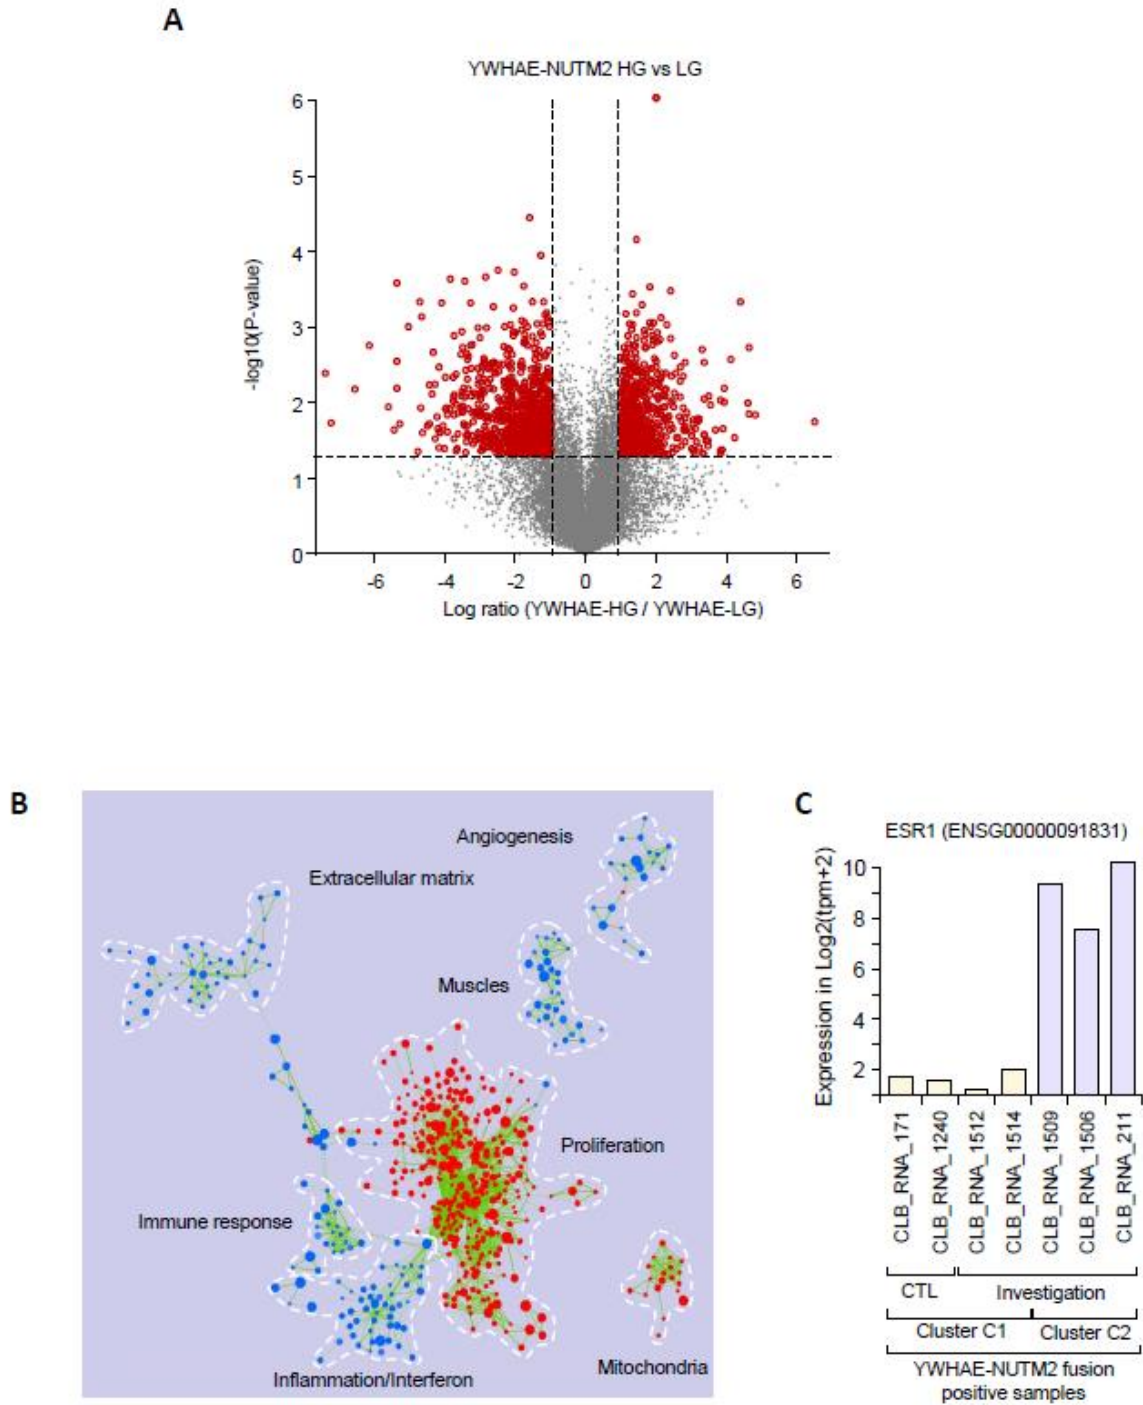 A
YWHAE-NUTM2 HG vs LG
6
5
4
3
2
1
0
-log10(P-value)
-6 -4 -2 0 2 4 6
Log ratio (YWHAE-HG / YWHAE-LG)
B
Angiogenesis
Extracellular matrix
Muscles
Proliferation
Immune response
Mitochondria
Inflammation/Interferon
C
ESR1 (ENSG00000091831)
10
8
6
4
2
Expression in Log2(tpm+2)
CLB_RNA_171
CLB_RNA_1240
CLB_RNA_1512
CLB_RNA_1514
CLB_RNA_1509
CLB_RNA_1506
CLB_RNA_211
CTL Investigation
Cluster C1 Cluster C2
YWHAE-NUTM2 fusion
positive samples